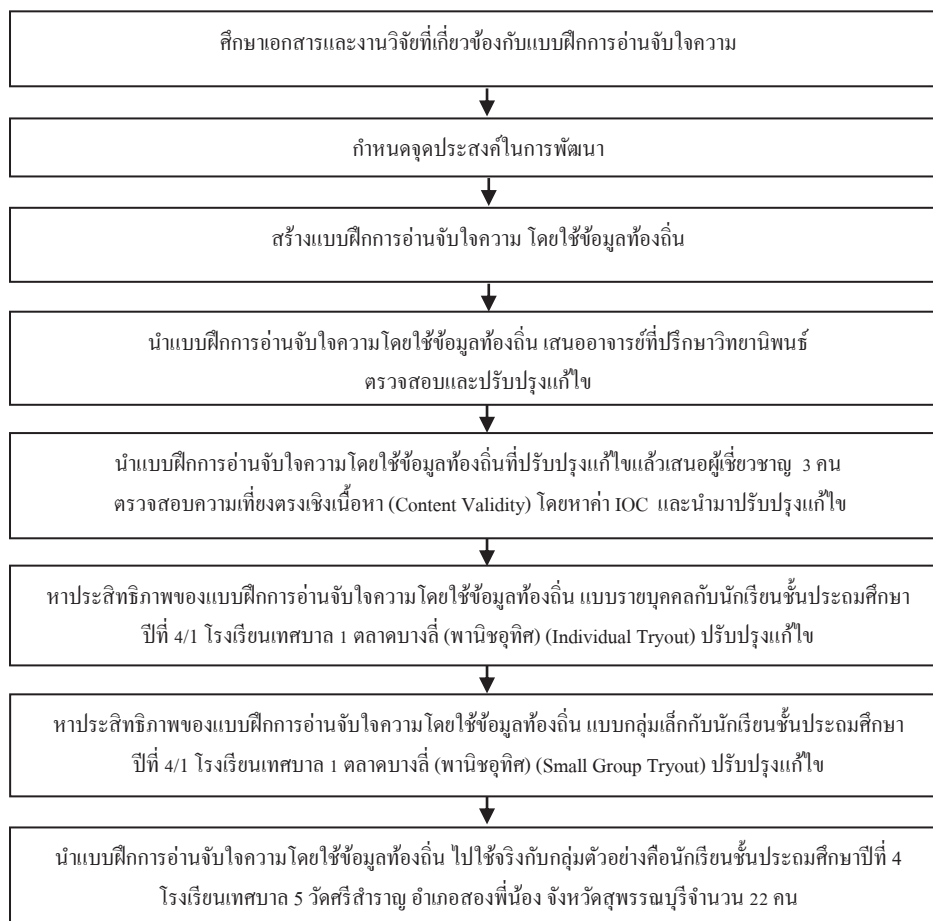 ศึกษาเอกสารและงานวิจัยที่เกี่ยวข้องกับแบบฝึกการอ่านจับใจความ
กำหนดจุดประสงค์ในการพัฒนา
สร้างแบบฝึกการอ่านจับใจความ โดยใช้ข้อมูลท้องถิ่น
นำแบบฝึกการอ่านจับใจความโดยใช้ข้อมูลท้องถิ่น เสนออาจารย์ที่ปรึกษาวิทยานิพนธ์
ตรวจสอบและปรับปรุงแก้ไข
นำแบบฝึกการอ่านจับใจความโดยใช้ข้อมูลท้องถิ่นที่ปรับปรุงแก้ไขแล้วเสนอผู้เชี่ยวชาญ 3 คน
ตรวจสอบความเที่ยงตรงเชิงเนื้อหา (Content Validity) โดยหาค่า IOC และนำมาปรับปรุงแก้ไข
หาประสิทธิภาพของแบบฝึกการอ่านจับใจความโดยใช้ข้อมูลท้องถิ่น แบบรายบุคคลกับนักเรียนชั้นประถมศึกษา
ปีที่ 4/1 โรงเรียนเทศบาล 1 ตลาดบางลี่ (พานิชอุทิศ) (Individual Tryout) ปรับปรุงแก้ไข
หาประสิทธิภาพของแบบฝึกการอ่านจับใจความโดยใช้ข้อมูลท้องถิ่น แบบกลุ่มเล็กกับนักเรียนชั้นประถมศึกษา
ปีที่ 4/1 โรงเรียนเทศบาล 1 ตลาดบางลี่ (พานิชอุทิศ) (Small Group Tryout) ปรับปรุงแก้ไข
นำแบบฝึกการอ่านจับใจความโดยใช้ข้อมูลท้องถิ่น ไปใช้จริงกับกลุ่มตัวอย่างคือนักเรียนชั้นประถมศึกษาปีที่ 4
โรงเรียนเทศบาล 5 วัดศรีสำราญ อำเภอสองพี่น้อง จังหวัดสุพรรณบุรีจำนวน 22 คน